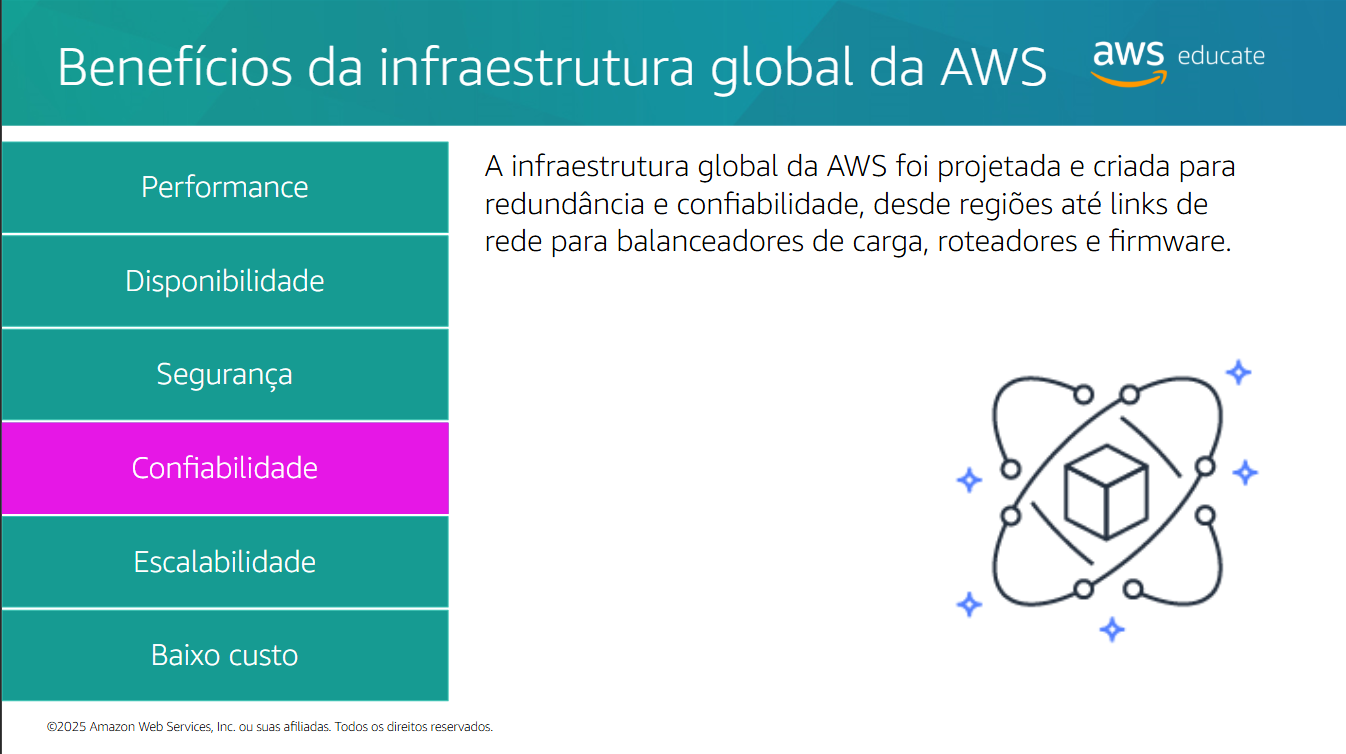 Benefícios da infraestrutura global da AWS
aws educate
Performance
Disponibilidade
Segurança
Confiabilidade
Escalabilidade
Baixo custo
A infraestrutura global da AWS foi projetada e criada para
redundância e confiabilidade, desde regiões até links de
rede para balanceadores de carga, roteadores e firmware.
©2025 Amazon Web Services, Inc. ou suas afiliadas. Todos os direitos reservados.